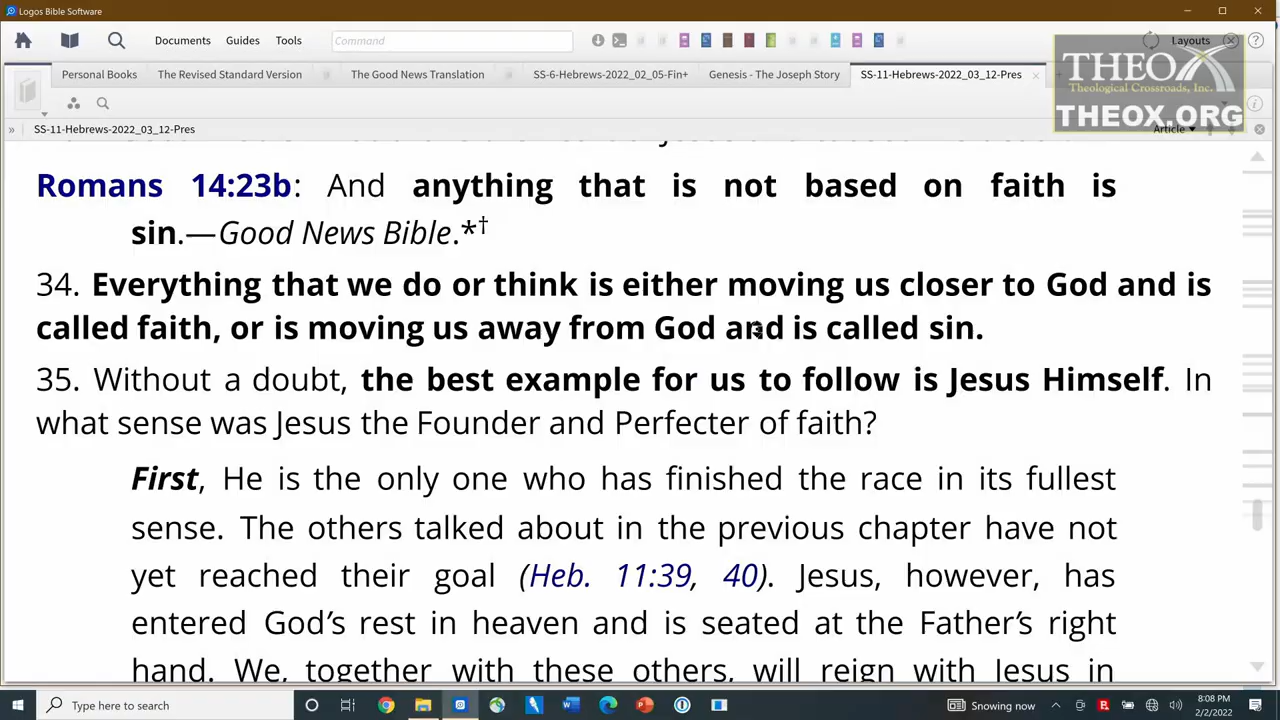 Logos Bible Software
Documents Guides Tools Command Layouts
THEOX
Theological Crossroads, Inc.
THEOX.ORG
Personal Books The Revised Standard Version The Good News Translation SS-6-Hebrews-2022_02_05-Fin+ Genesis - The Joseph Story SS-11-Hebrews-2022_03_12-Pres
» SS-11-Hebrews-2022_03_12-Pres Article
Romans 14:23b: And anything that is not based on faith is
sin.—Good News Bible.*†
34. Everything that we do or think is either moving us closer to God and is
called faith, or is moving us away from God and is called sin.
35. Without a doubt, the best example for us to follow is Jesus Himself. In
what sense was Jesus the Founder and Perfecter of faith?
First, He is the only one who has finished the race in its fullest
sense. The others talked about in the previous chapter have not
yet reached their goal (Heb. 11:39, 40). Jesus, however, has
entered God’s rest in heaven and is seated at the Father’s right
hand. We, together with these others, will reign with Jesus in
Type here to search Snowing now 8:08 PM
2/2/2022